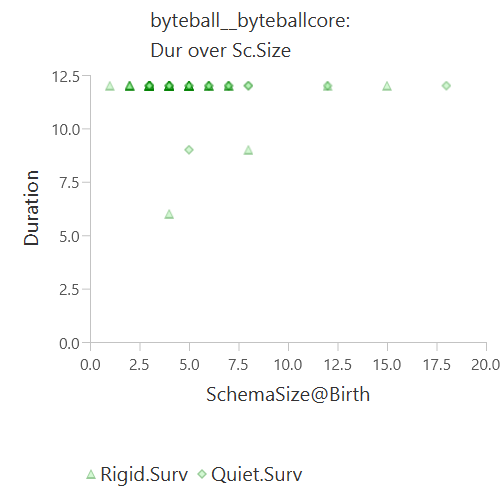 byteball__byteballcore:
Dur over Sc.Size
12.5
10.0
7.5
5.0
2.5
0.0
Duration
0.0 2.5 5.0 7.5 10.0 12.5 15.0 17.5 20.0
SchemaSize@Birth
Rigid.Surv Quiet.Surv